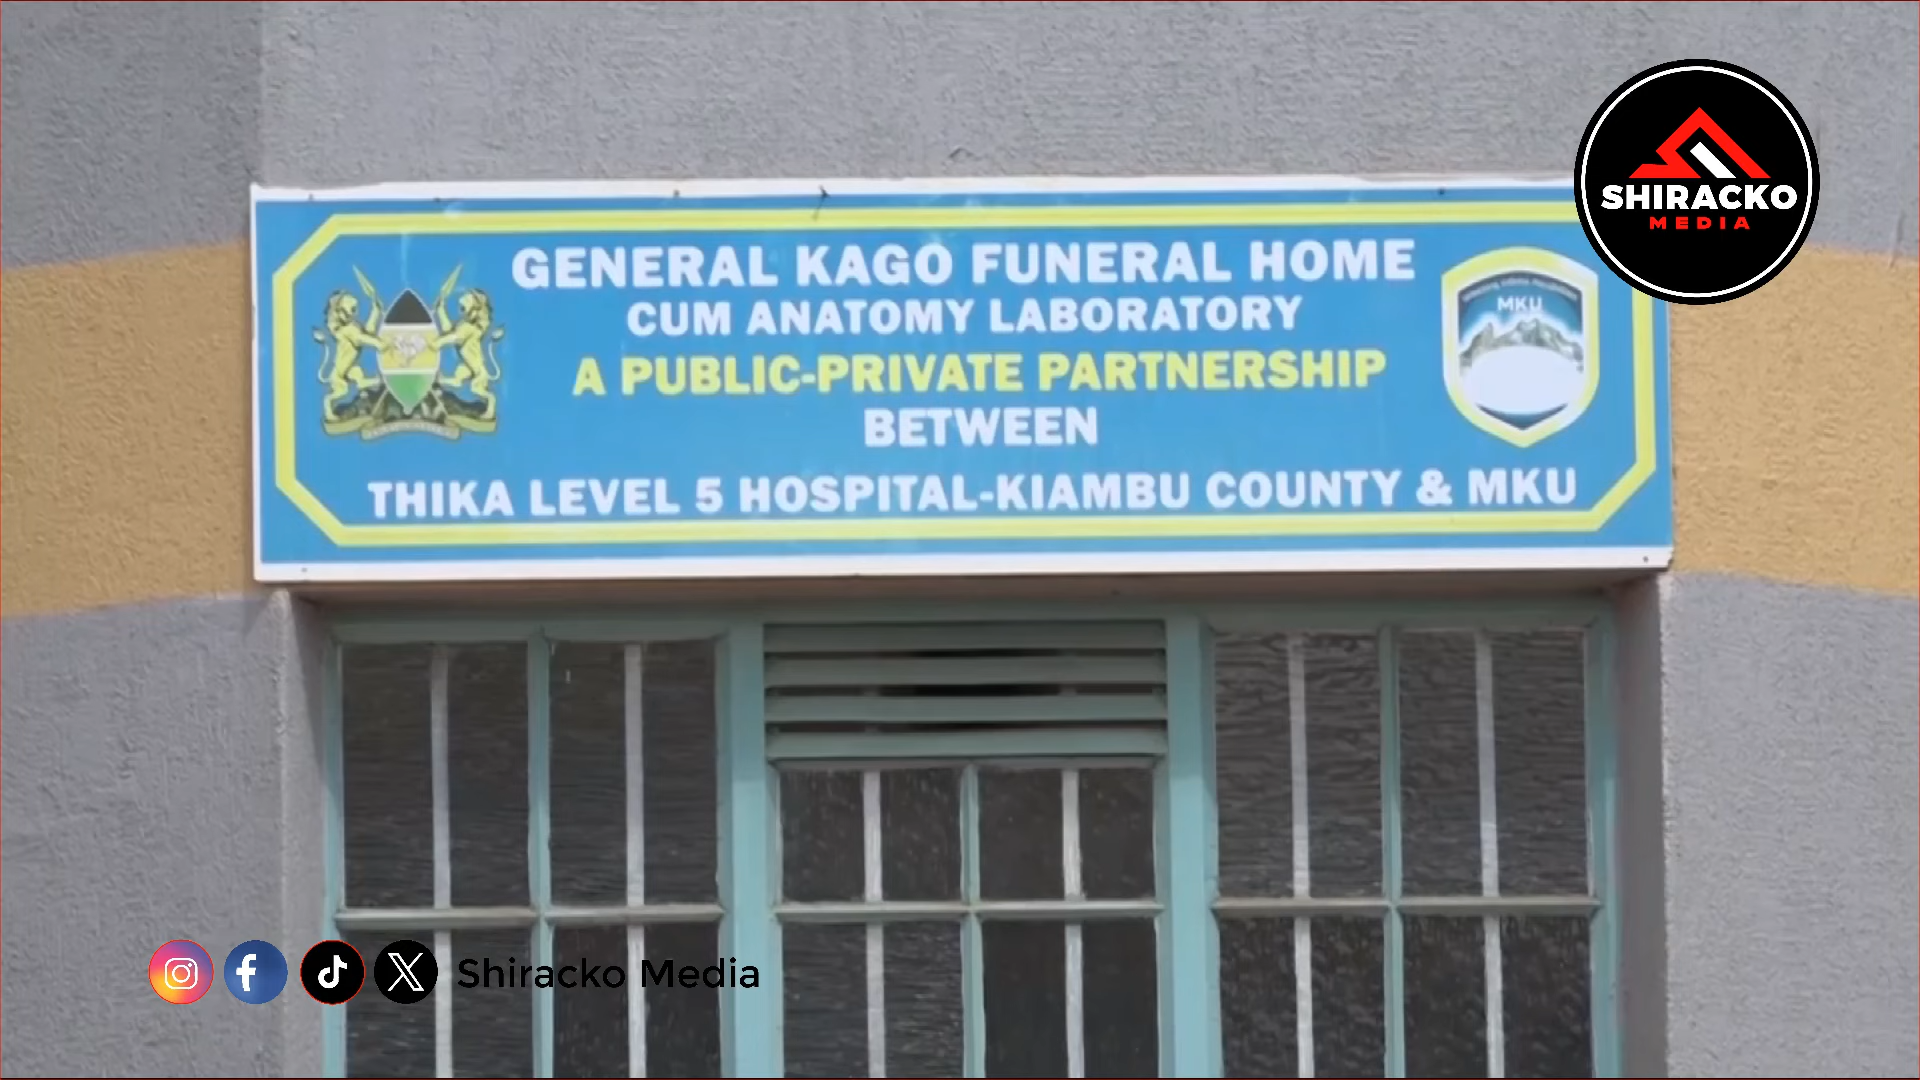 GENERAL KAGO FUNERAL HOME
CUM ANATOMY LABORATORY
A PUBLIC-PRIVATE PARTNERSHIP
BETWEEN
THIKA LEVEL 5 HOSPITAL-KIAMBU COUNTY & MKU
MKU
SHIRACKO
MEDIA
Shiracko Media